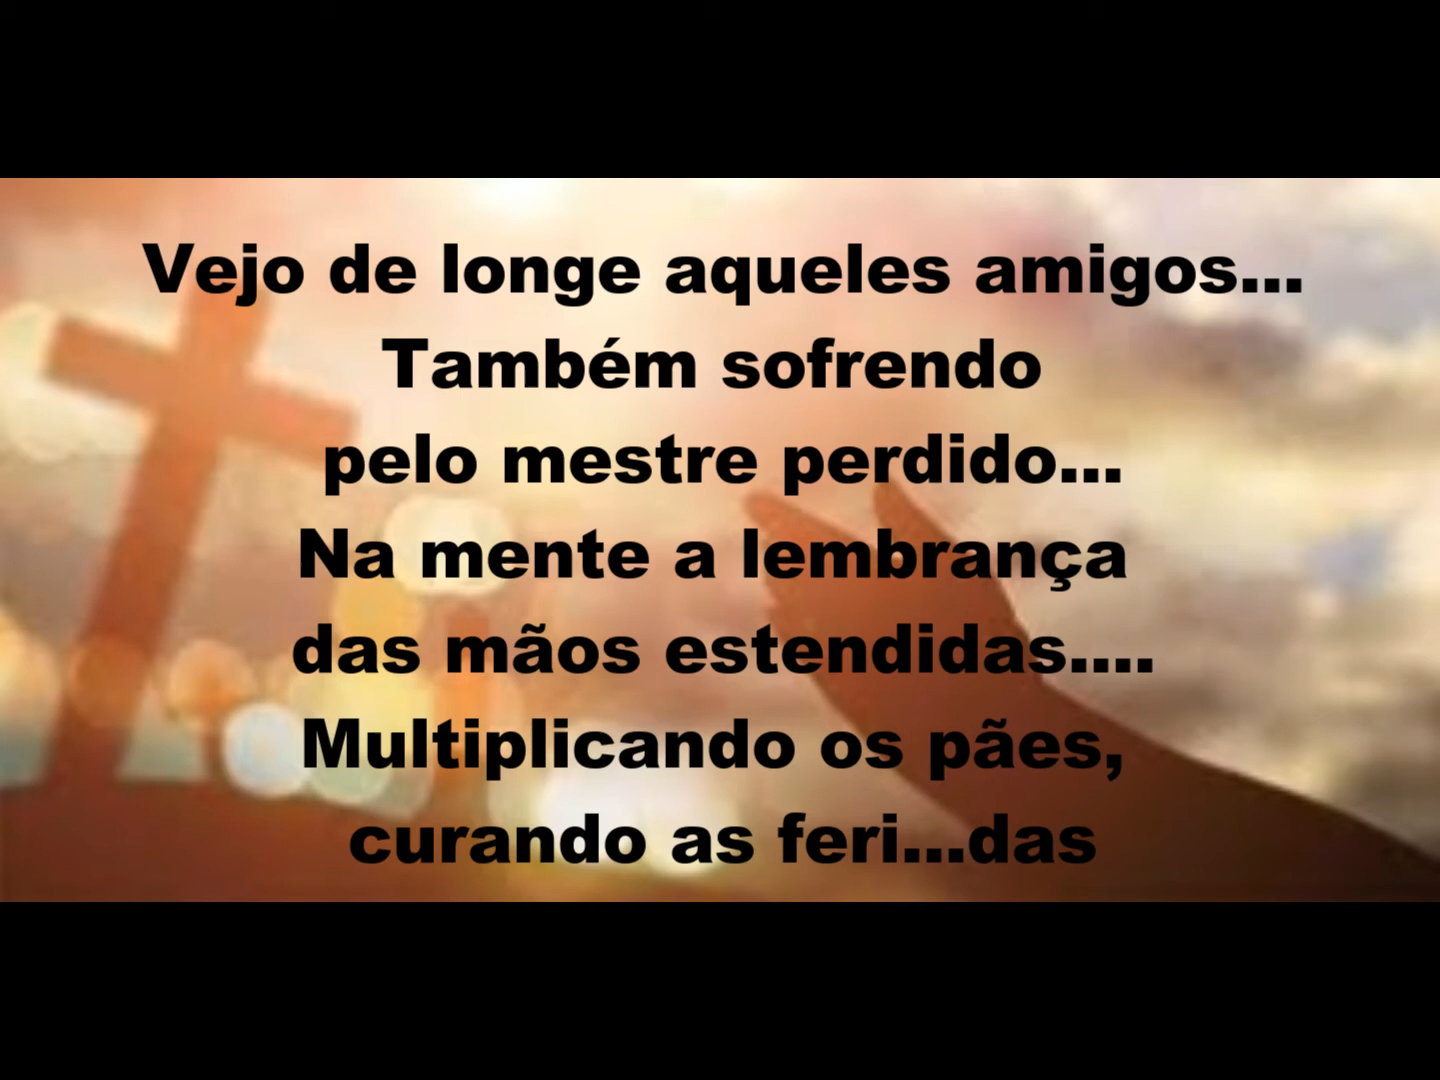 Vejo de longe aqueles amigos...
Também sofrendo
pelo mestre perdido...
Na mente a lembrança
das mãos estendidas....
Multiplicando os pães,
curando as feri...das